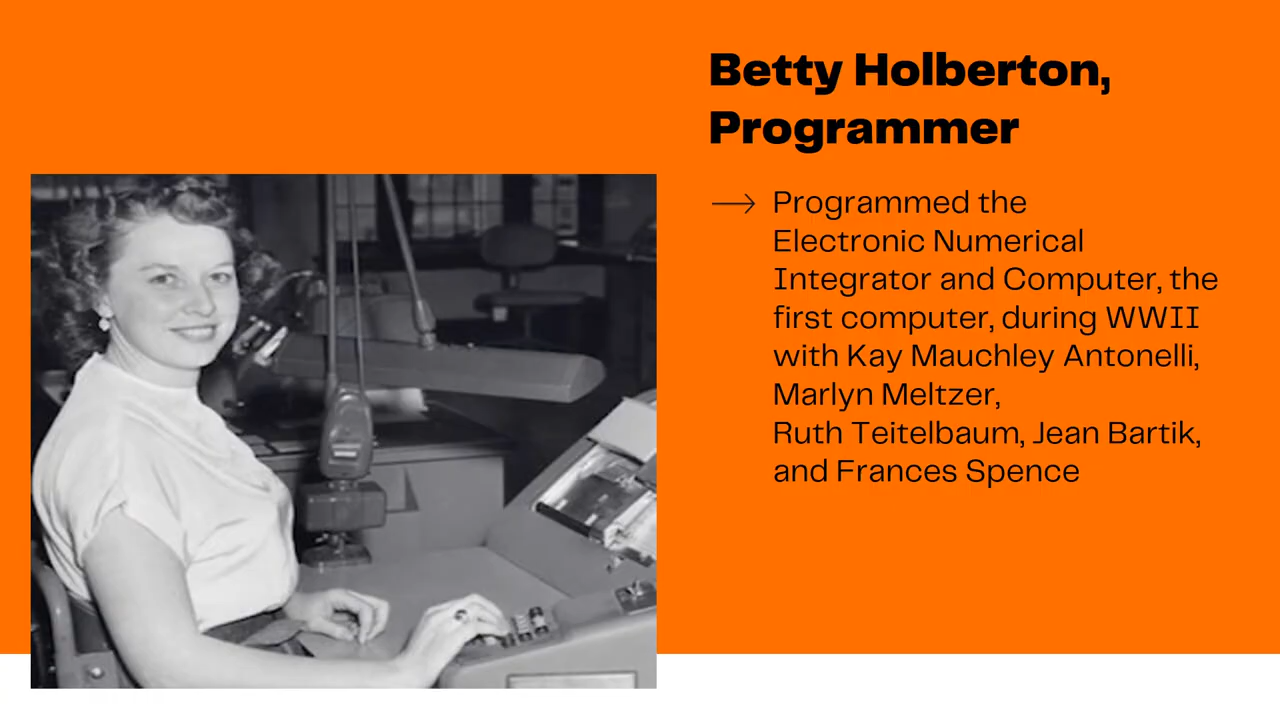 Betty Holberton,
Programmer
Programmed the
Electronic Numerical
Integrator and Computer, the
first computer, during WWII
with Kay Mauchley Antonelli,
Marlyn Meltzer,
Ruth Teitelbaum, Jean Bartik,
and Frances Spence